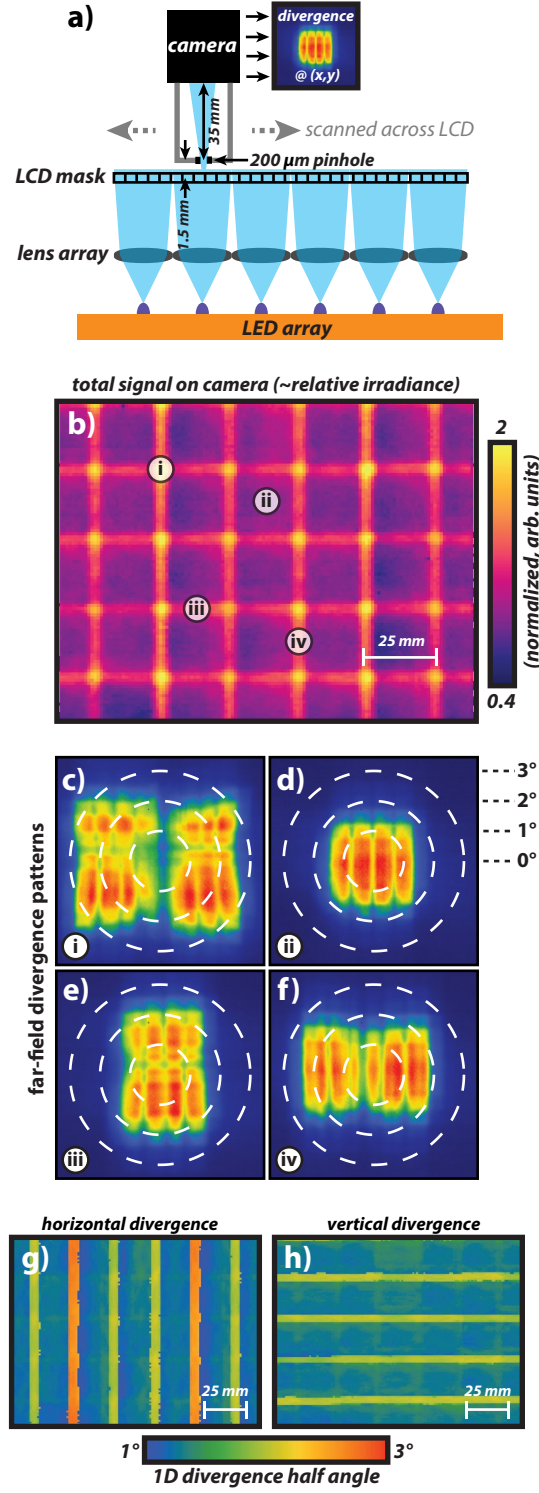 a)
camera
divergence
@ (x,y)
35 mm
scanned across LCD
200 µm pinhole
LCD mask
1.5 mm
lens array
LED array
total signal on camera (~relative irradiance)
b)
i
ii
iii
iv
25 mm
2
(normalized, arb. units)
0.4
far-field divergence patterns
c)
i
d)
ii
3°
2°
1°
0°
e)
iii
f)
iv
horizontal divergence
g)
25 mm
vertical divergence
h)
25 mm
1°
3°
1D divergence half angle